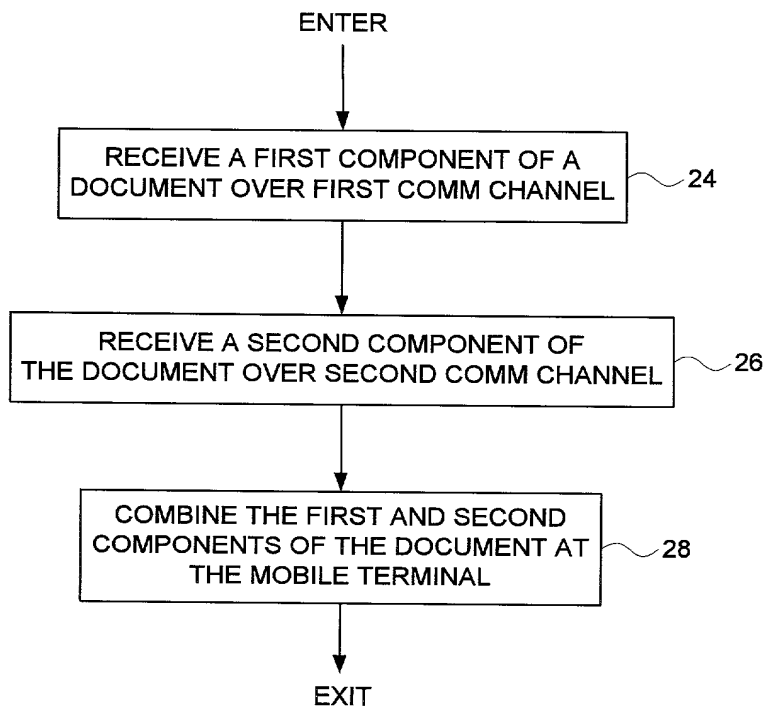 ENTER
RECEIVE A FIRST COMPONENT OF A
DOCUMENT OVER FIRST COMM CHANNEL
24
RECEIVE A SECOND COMPONENT OF
THE DOCUMENT OVER SECOND COMM CHANNEL
26
COMBINE THE FIRST AND SECOND
COMPONENTS OF THE DOCUMENT AT
THE MOBILE TERMINAL
28
EXIT